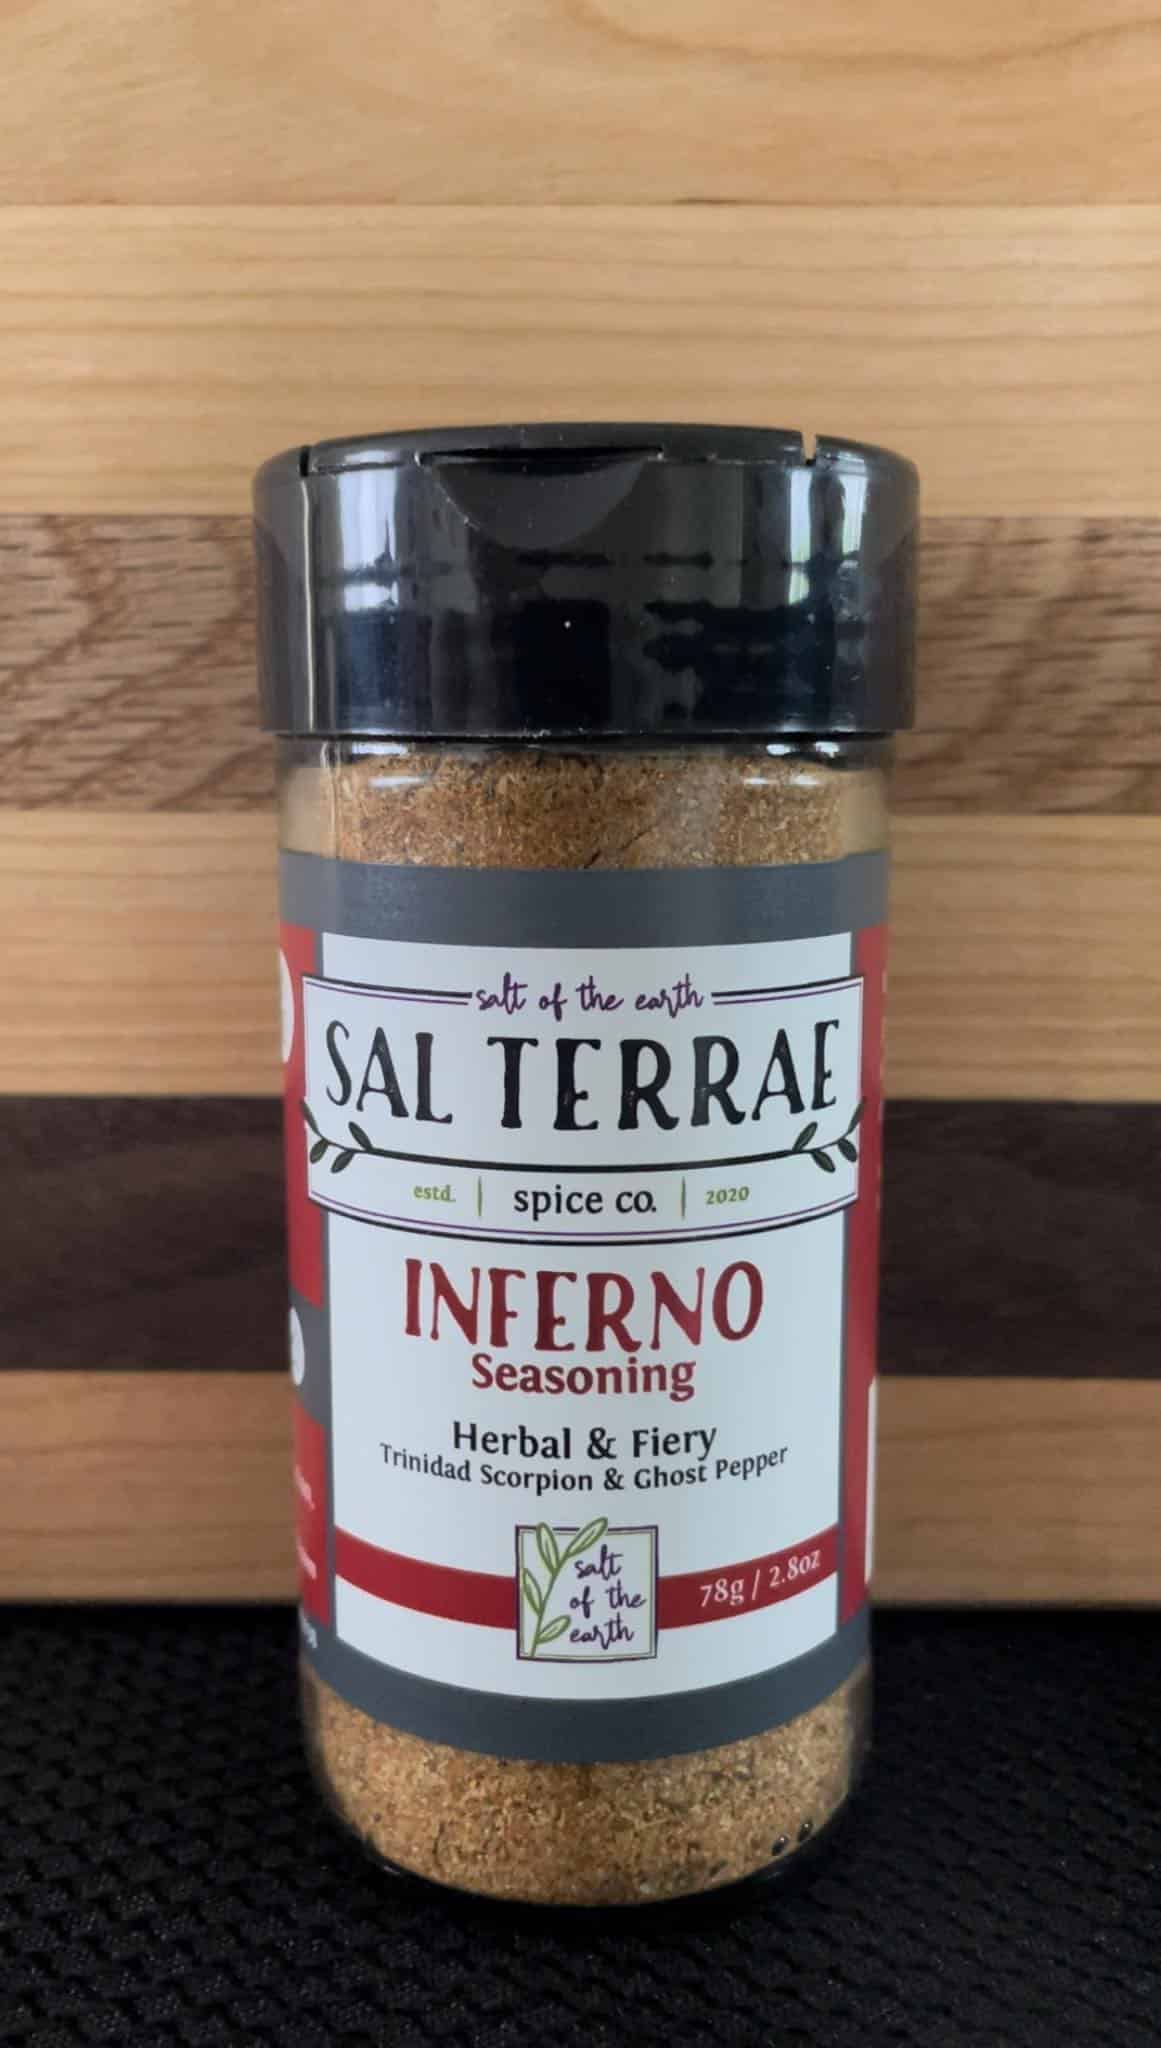 salt of the earth
SAL TERRAE
estd. | spice co. | 2020
INFERNO
Seasoning
Herbal & Fiery
Trinidad Scorpion & Ghost Pepper
salt
of the
earth
78g / 2.8oz